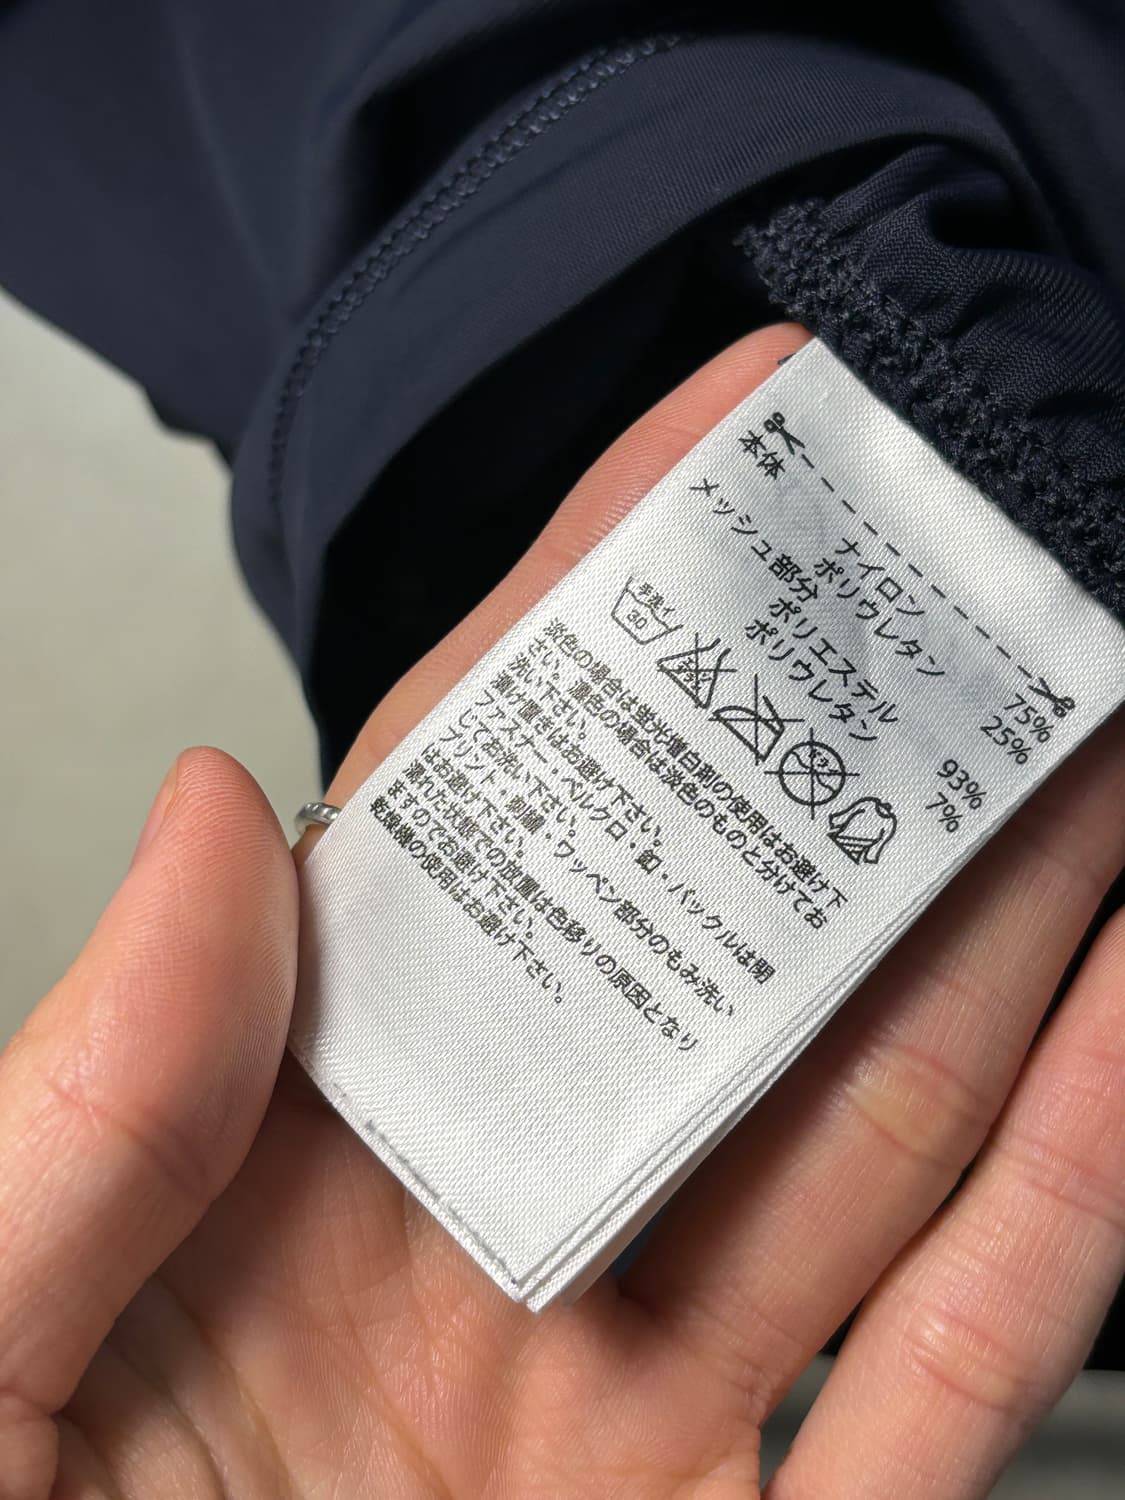 本体
ナイロン 75%
ポリウレタン 25%
メッシュ部分
ポリエステル 93%
ポリウレタン 7%
手洗イ
30
淡色の場合は蛍光増白剤の使用はお避け下
さい。濃色の場合は淡色のものと分けてお
洗い下さい。
漬け置きはお避け下さい。
ファスナー・ベルクロ・釦・バックルは閉
じてお洗い下さい。
プリント・刺繍・ワッペン部分のもみ洗い
はお避け下さい。
濡れた状態での放置は色移りの原因となり
ますのでお避け下さい。
乾燥機の使用はお避け下さい。